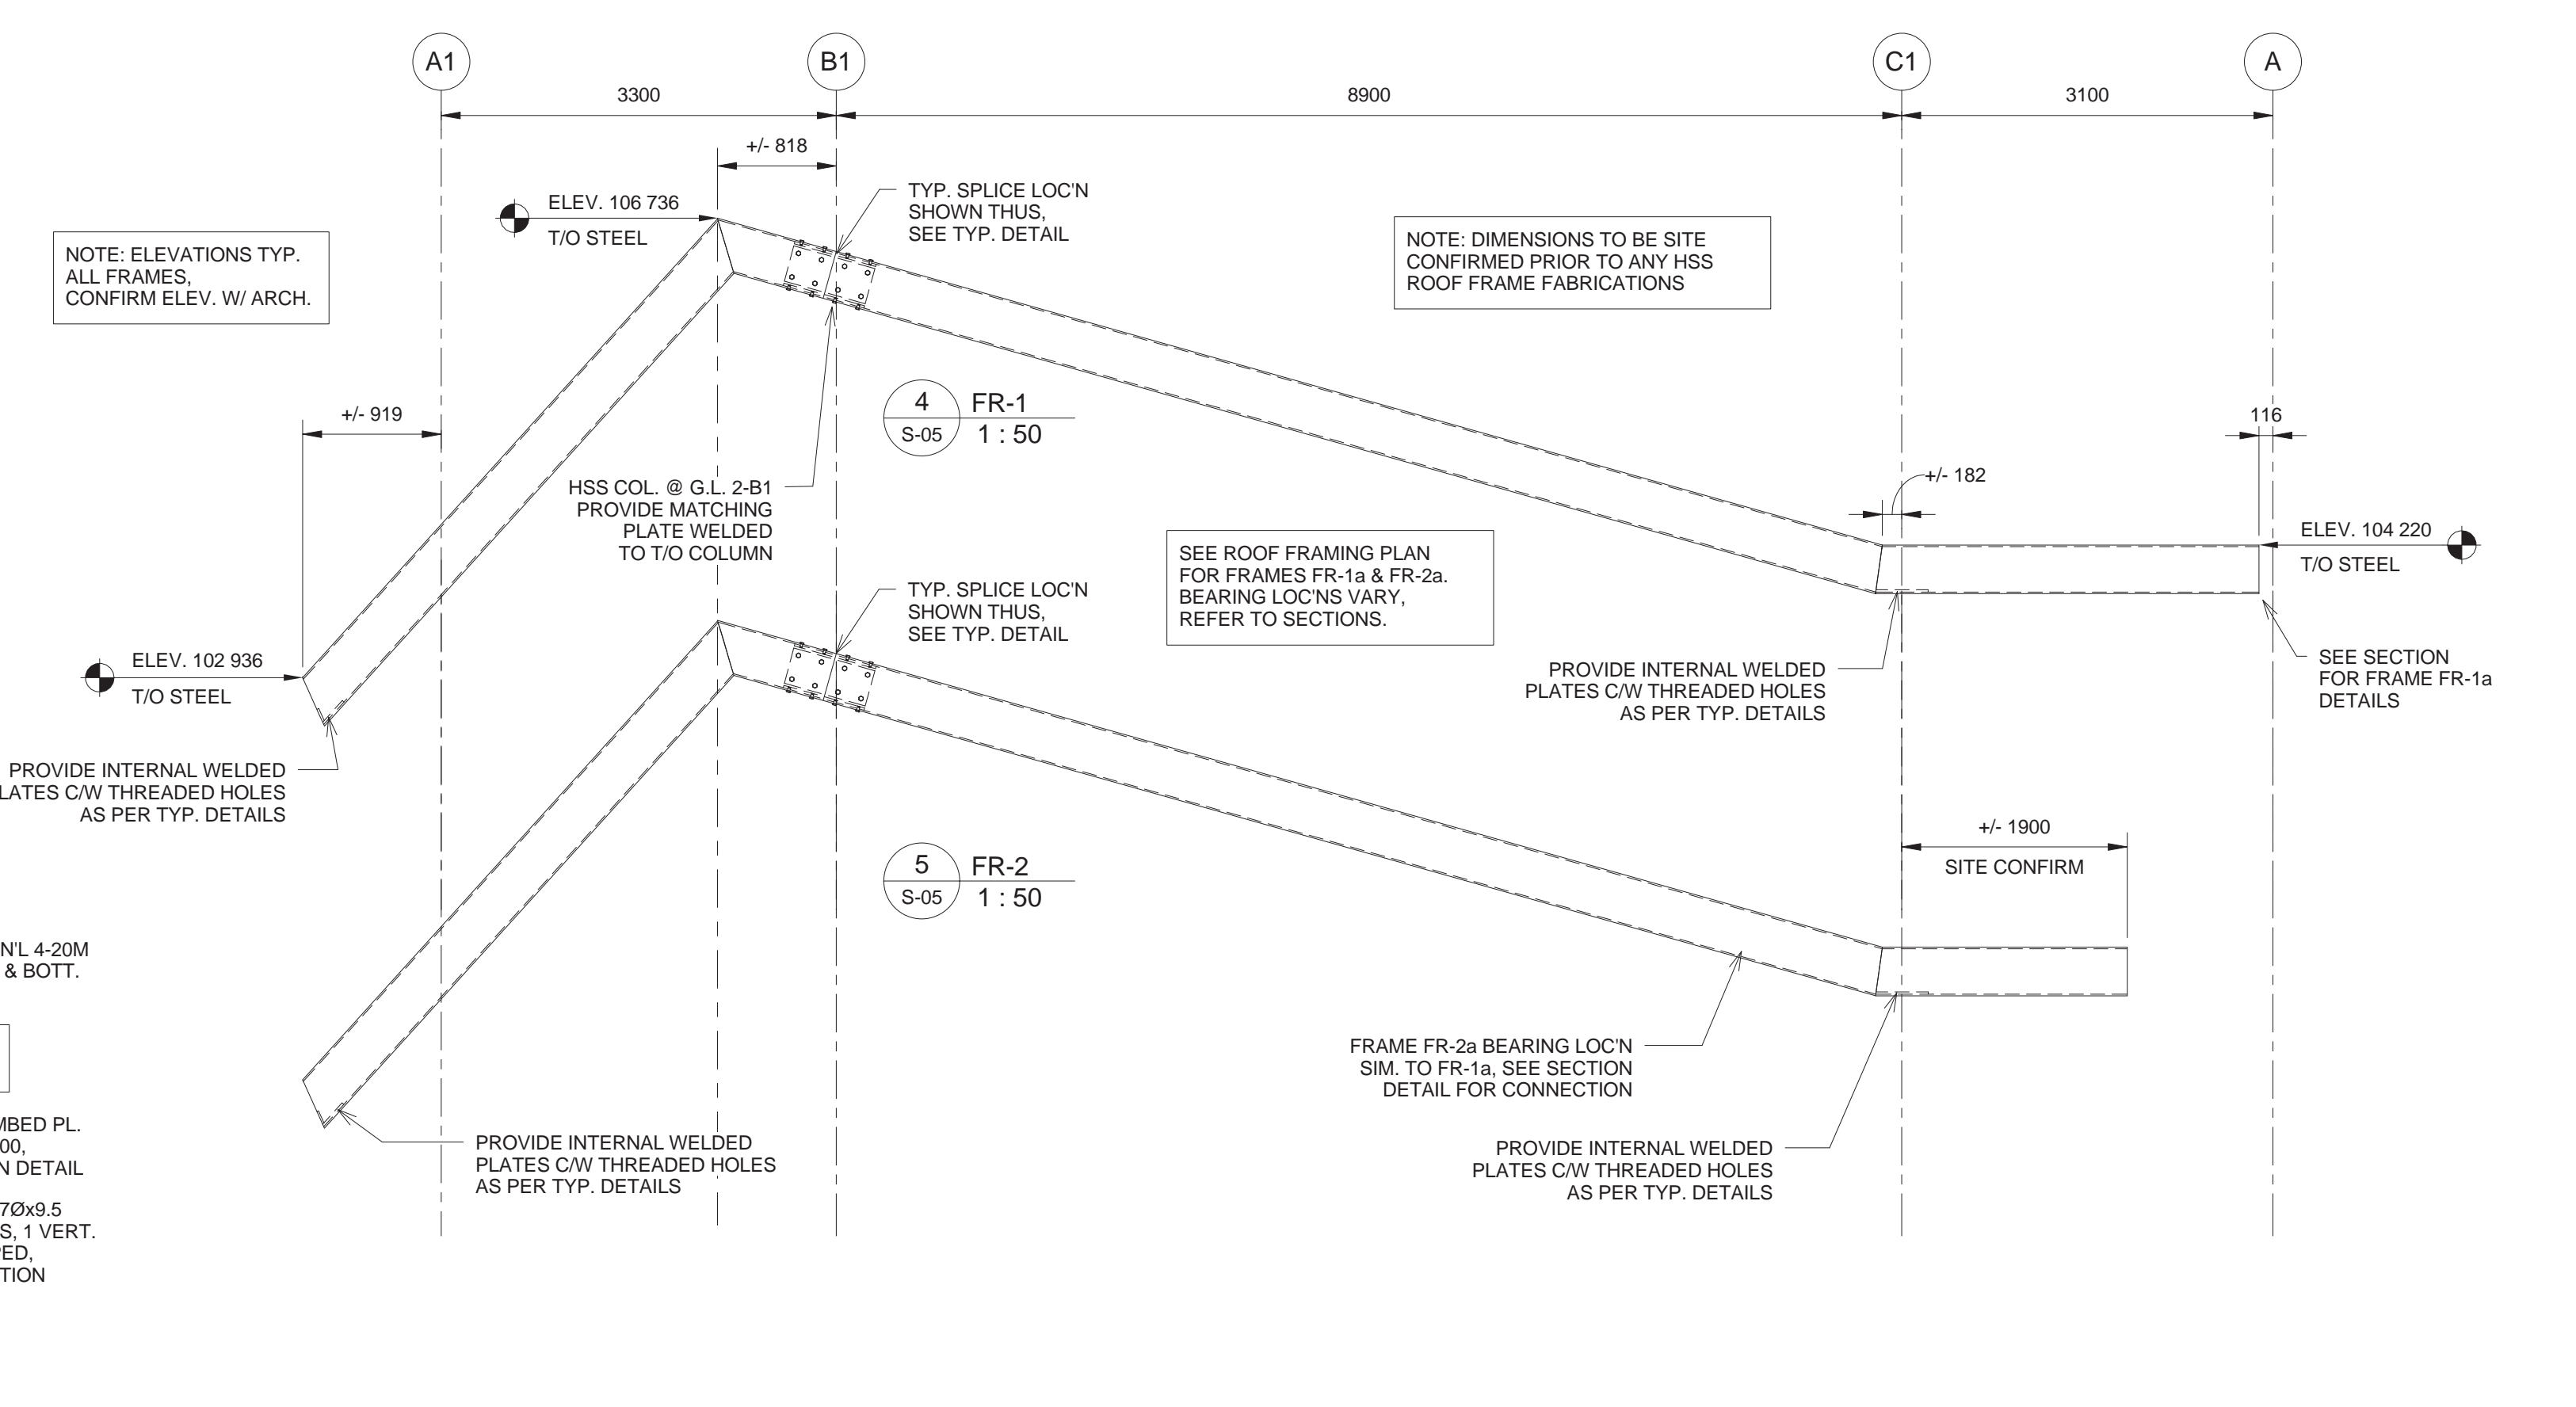 A1
B1
C1
A
3300
8900
3100
+/- 818
ELEV. 106 736
T/O STEEL
TYP. SPLICE LOC'N
SHOWN THUS,
SEE TYP. DETAIL
NOTE: ELEVATIONS TYP.
ALL FRAMES,
CONFIRM ELEV. W/ ARCH.
NOTE: DIMENSIONS TO BE SITE
CONFIRMED PRIOR TO ANY HSS
ROOF FRAME FABRICATIONS
+/- 919
4
S-05
FR-1
1 : 50
116
+/- 182
HSS COL. @ G.L. 2-B1
PROVIDE MATCHING
PLATE WELDED
TO T/O COLUMN
SEE ROOF FRAMING PLAN
FOR FRAMES FR-1a & FR-2a.
BEARING LOC'NS VARY,
REFER TO SECTIONS.
ELEV. 104 220
T/O STEEL
TYP. SPLICE LOC'N
SHOWN THUS,
SEE TYP. DETAIL
ELEV. 102 936
T/O STEEL
PROVIDE INTERNAL WELDED
PLATES C/W THREADED HOLES
AS PER TYP. DETAILS
SEE SECTION
FOR FRAME FR-1a
DETAILS
PROVIDE INTERNAL WELDED
LATES C/W THREADED HOLES
AS PER TYP. DETAILS
+/- 1900
SITE CONFIRM
5
S-05
FR-2
1 : 50
N'L 4-20M
& BOTT.
FRAME FR-2a BEARING LOC'N
SIM. TO FR-1a, SEE SECTION
DETAIL FOR CONNECTION
MBED PL.
00,
N DETAIL
PROVIDE INTERNAL WELDED
PLATES C/W THREADED HOLES
AS PER TYP. DETAILS
PROVIDE INTERNAL WELDED
PLATES C/W THREADED HOLES
AS PER TYP. DETAILS
7Øx9.5
S, 1 VERT.
PED,
TION